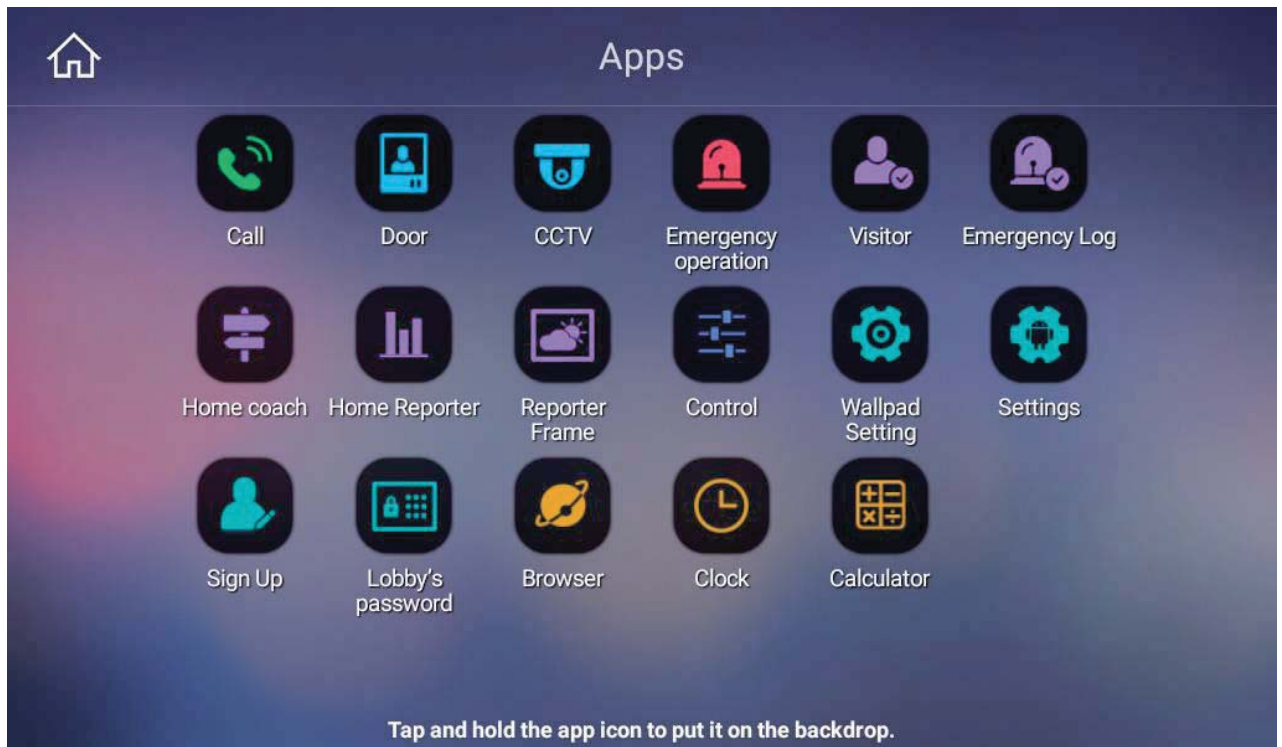 Apps
Call
Door
CCTV
Emergency
operation
Visitor
Emergency Log
Home coach
Home Reporter
Reporter
Frame
Control
Wallpad
Setting
Settings
Sign Up
Lobby's
password
Browser
Clock
Calculator
Tap and hold the app icon to put it on the backdrop.